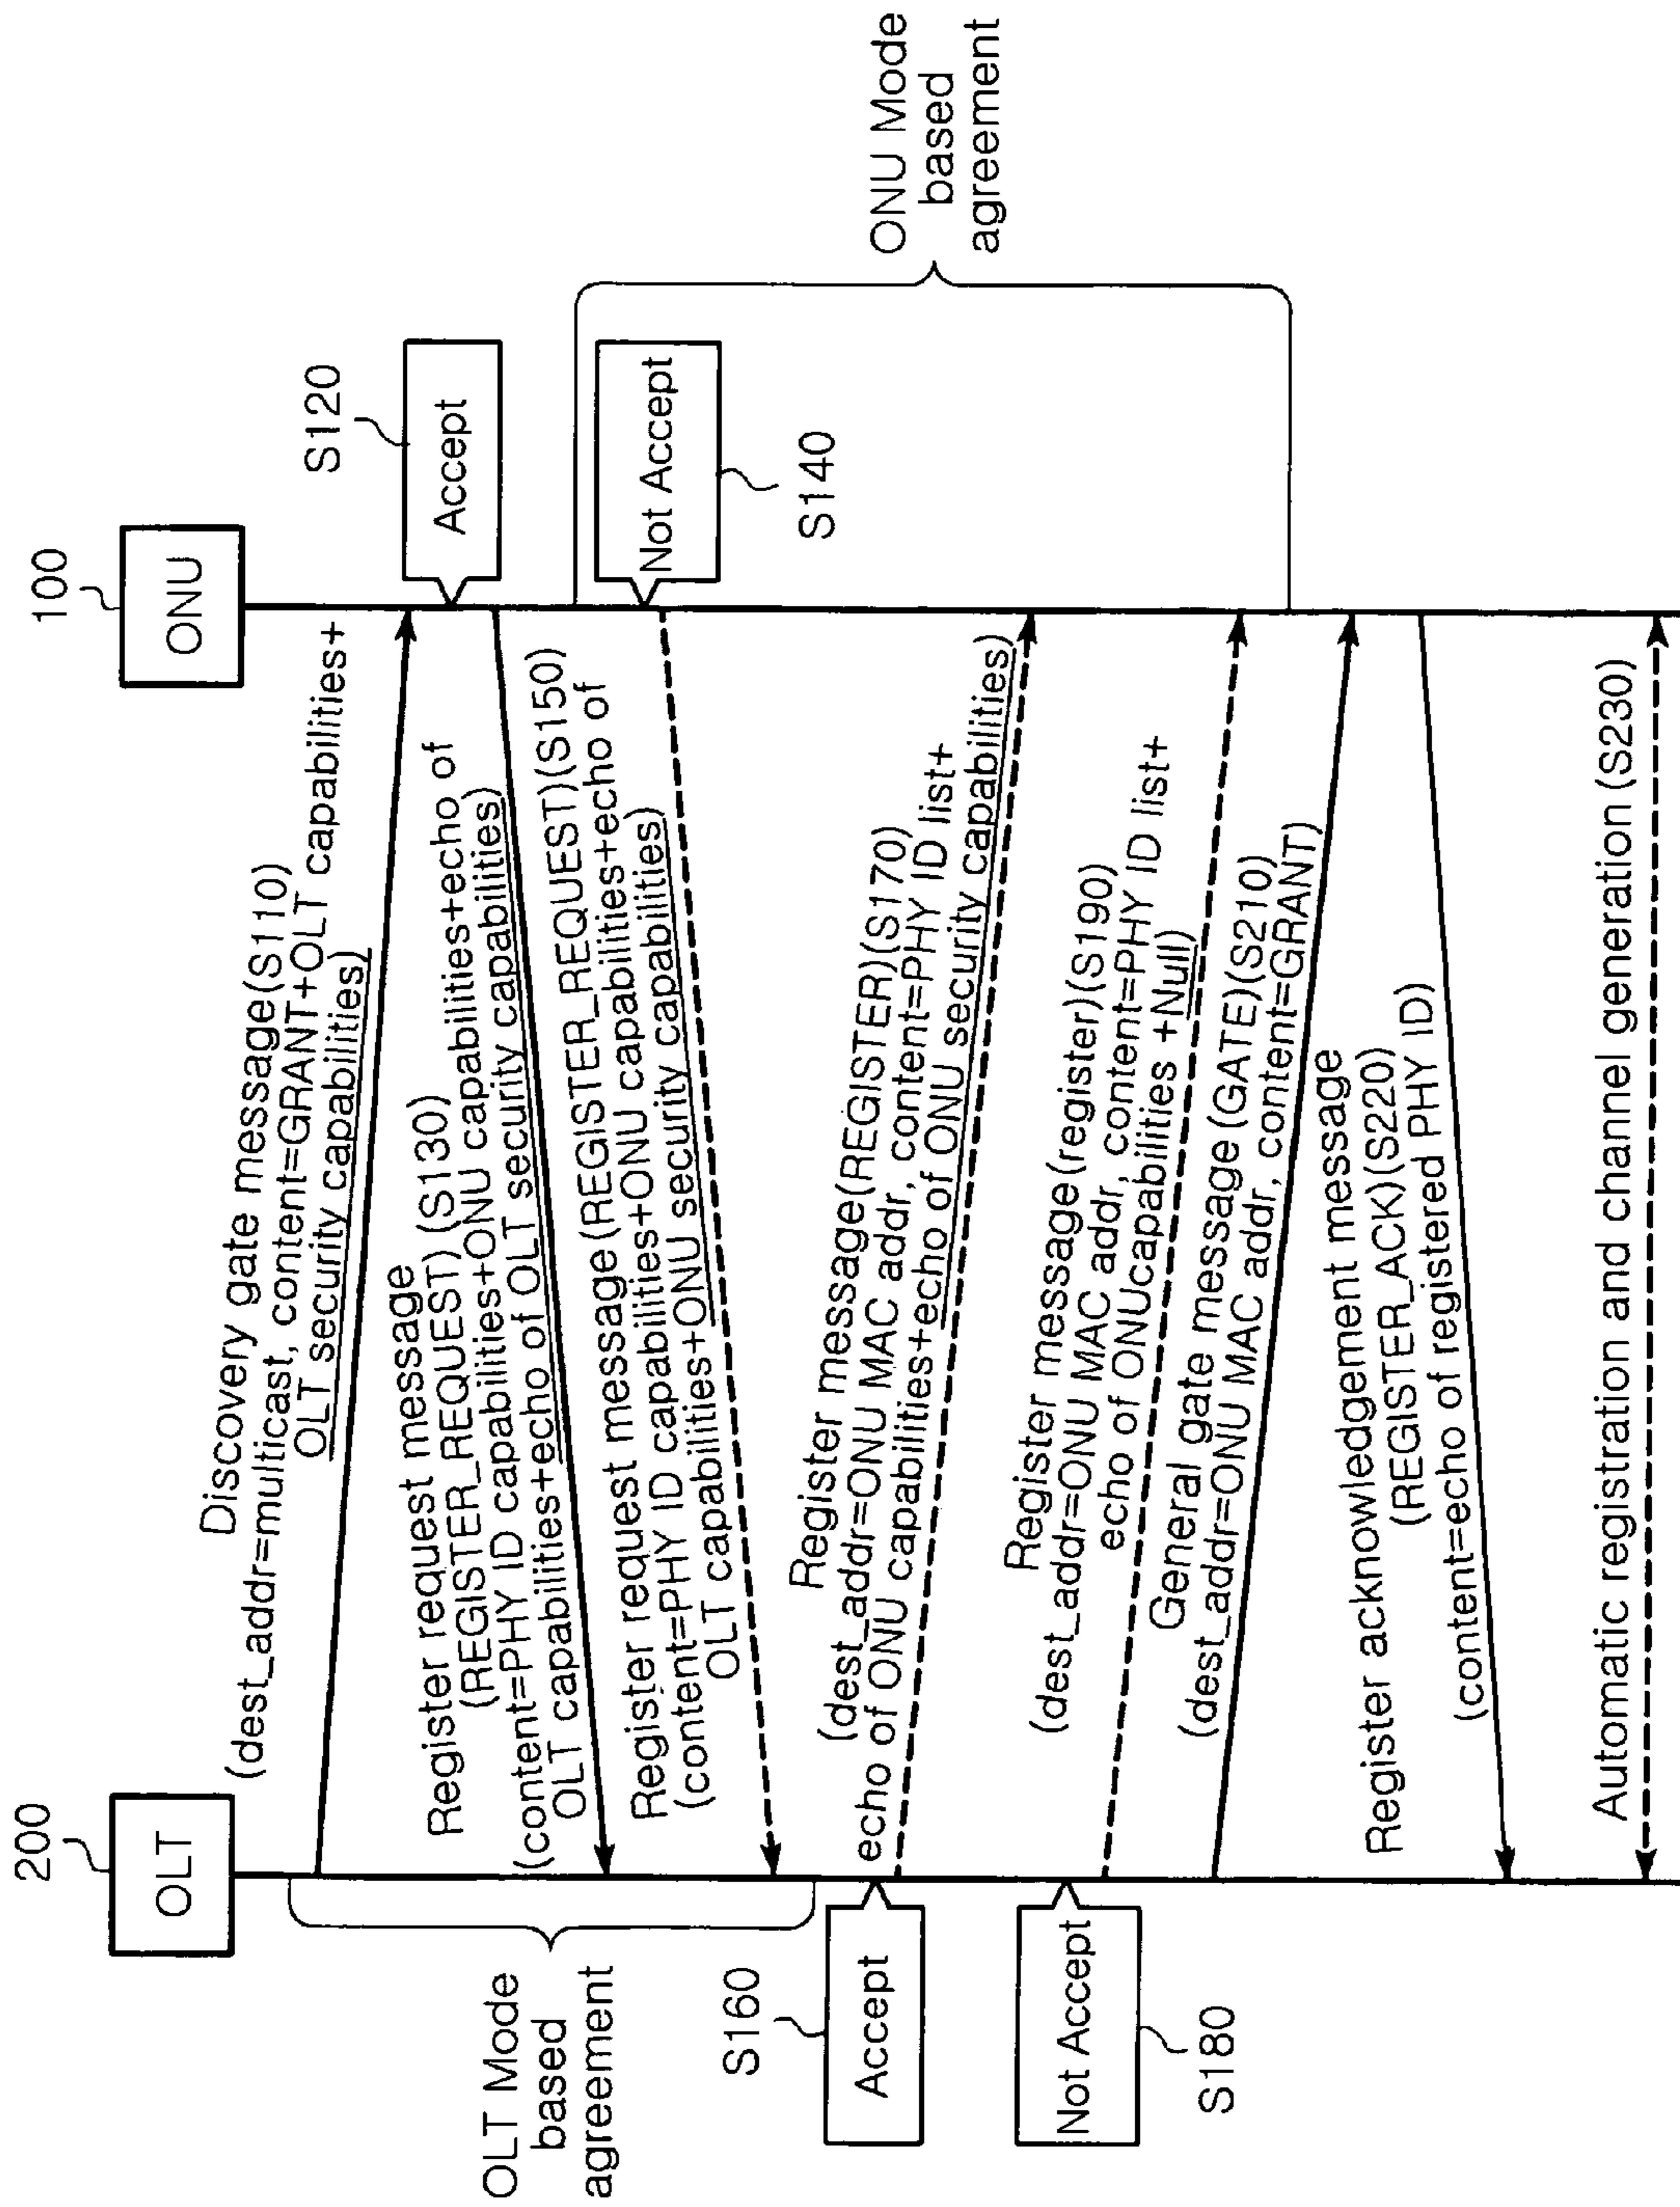 200
OLT
100
ONU
Discovery gate message(S110)
(dest_addr=multicast, content=GRANT+OLT capabilities+
OLT security capabilities)
S120
Accept
Register request message
(REGISTER_REQUEST) (S130)
(content=PHY ID capabilities+ONU capabilities+echo of
OLT capabilities+echo of OLT security capabilities)
OLT Mode
based
agreement
Not Accept
S140
Register request message(REGISTER_REQUEST)(S150)
(content=PHY ID capabilities+ONU capabilities+echo of
OLT capabilities+ONU security capabilities)
ONU Mode
based
agreement
S160
Accept
Register message(REGISTER)(S170)
(dest_addr=ONU MAC addr, contet=PHY ID list+
echo of ONU capabilities+echo of ONU security capabilities)
Not Accept
S180
Register message(register)(S190)
(dest_addr=ONU MAC addr, content=PHY ID list+
echo of ONUcapabilities +Null)
General gate message (GATE)(S210)
(dest_addr=ONU MAC addr, content=GRANT)
Register acknowledgement message
(REGISTER_ACK)(S220)
(content=echo of registered PHY ID)
Automatic registration and channel generation (S230)